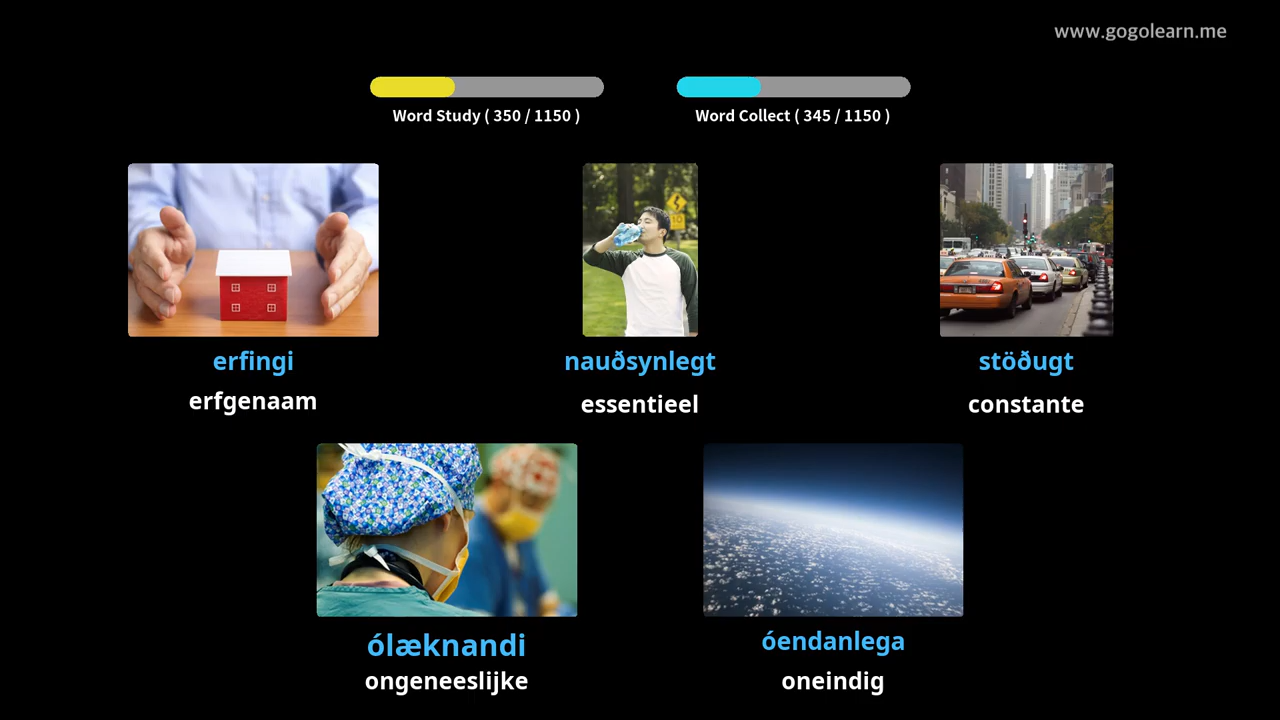 www.gogolearn.me
Word Study ( 350 / 1150 )
Word Collect ( 345 / 1150 )
erfingi
erfgenaam
nauðsynlegt
essentieel
stöðugt
constante
ólæknandi
ongeneeslijke
óendanlega
oneindig